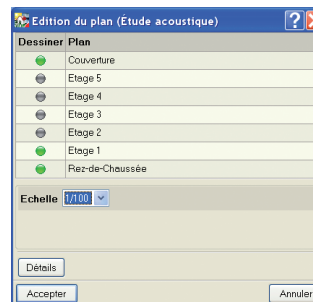 Edition du plan (Étude acoustique)
Dessiner Plan
Couverture
Etage 5
Etage 4
Etage 3
Etage 2
Etage 1
Rez-de-Chaussée
Echelle 1/100
Détails
Accepter Annuler